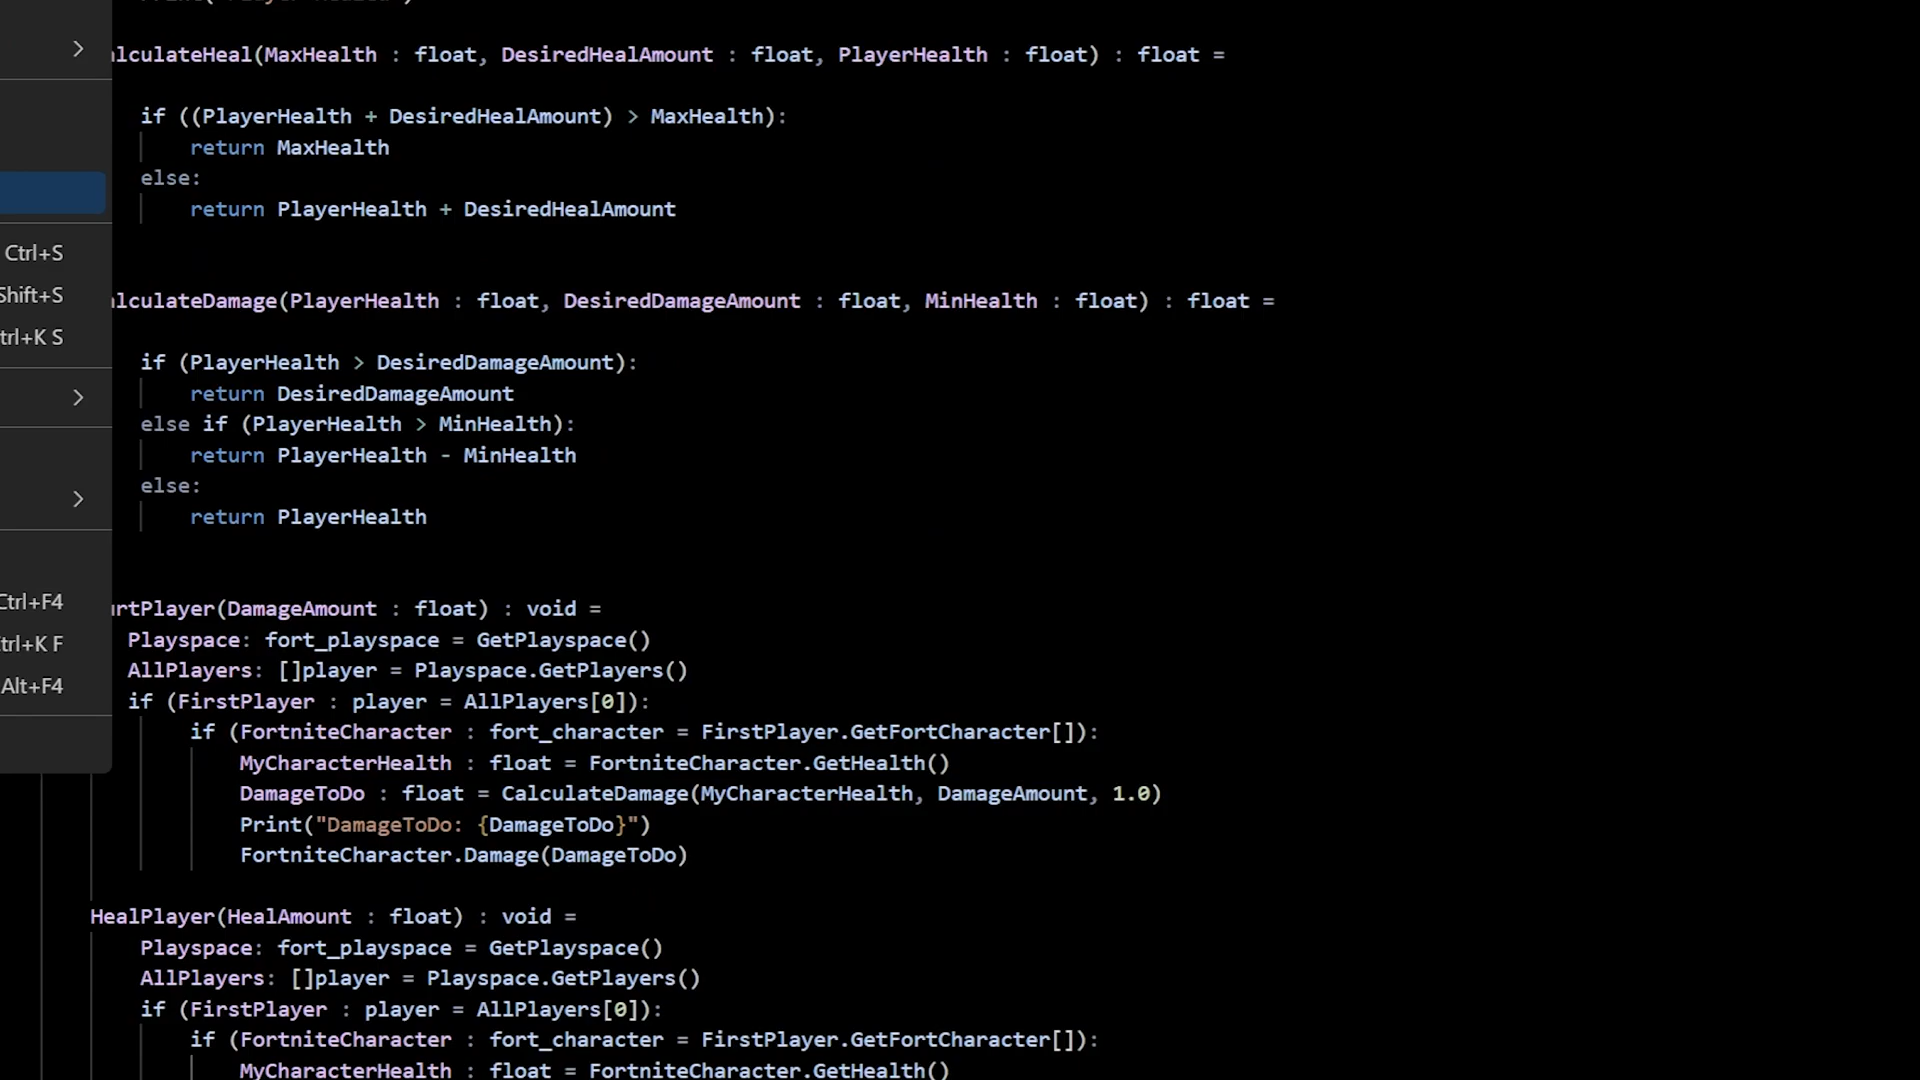 lculateHeal(MaxHealth : float, DesiredHealAmount : float, PlayerHealth : float) : float =
if ((PlayerHealth + DesiredHealAmount) > MaxHealth):
return MaxHealth
else:
return PlayerHealth + DesiredHealAmount
Ctrl+S
Shift+S
trl+K S
lculateDamage(PlayerHealth : float, DesiredDamageAmount : float, MinHealth : float) : float =
if (PlayerHealth > DesiredDamageAmount):
return DesiredDamageAmount
else if (PlayerHealth > MinHealth):
return PlayerHealth - MinHealth
else:
return PlayerHealth
Ctrl+F4
trl+K F
Alt+F4
rtPlayer(DamageAmount : float) : void =
Playspace: fort_playspace = GetPlayspace()
AllPlayers: []player = Playspace.GetPlayers()
if (FirstPlayer : player = AllPlayers[0]):
if (FortniteCharacter : fort_character = FirstPlayer.GetFortCharacter[]):
MyCharacterHealth : float = FortniteCharacter.GetHealth()
DamageToDo : float = CalculateDamage(MyCharacterHealth, DamageAmount, 1.0)
Print("DamageToDo: {DamageToDo}")
FortniteCharacter.Damage(DamageToDo)
HealPlayer(HealAmount : float) : void =
Playspace: fort_playspace = GetPlayspace()
AllPlayers: []player = Playspace.GetPlayers()
if (FirstPlayer : player = AllPlayers[0]):
if (FortniteCharacter : fort_character = FirstPlayer.GetFortCharacter[]):
MyCharacterHealth : float = FortniteCharacter.GetHealth()